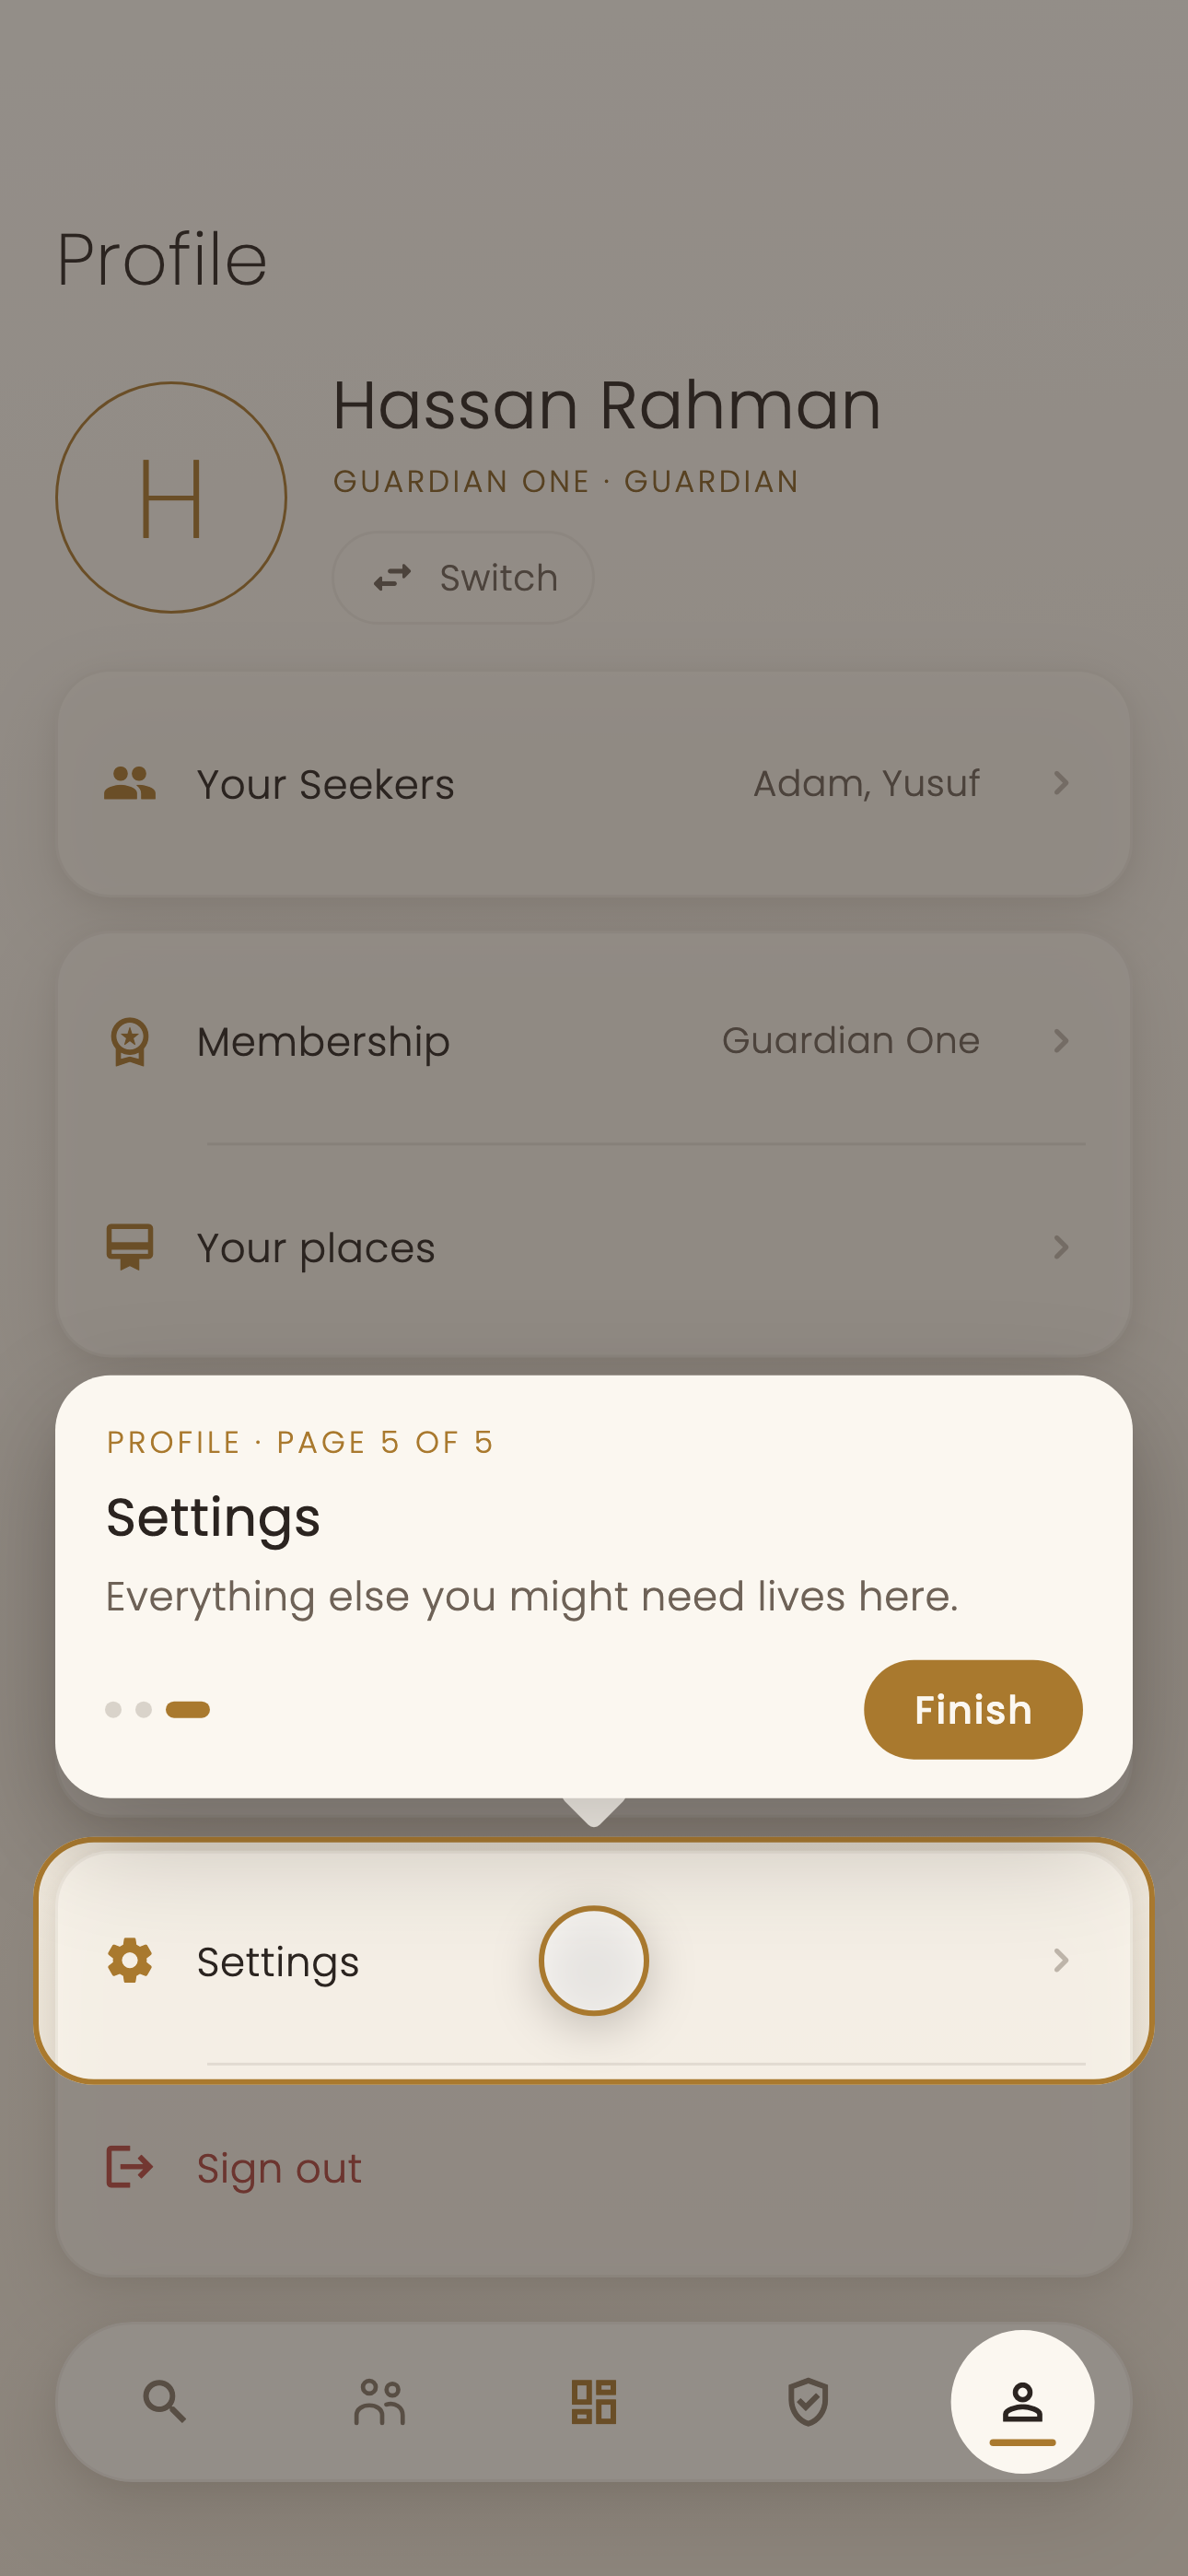 Profile
H
Hassan Rahman
GUARDIAN ONE · GUARDIAN
Switch
Your Seekers Adam, Yusuf
Membership Guardian One
Your places
PROFILE · PAGE 5 OF 5
Settings
Everything else you might need lives here.
Finish
Settings
Sign out